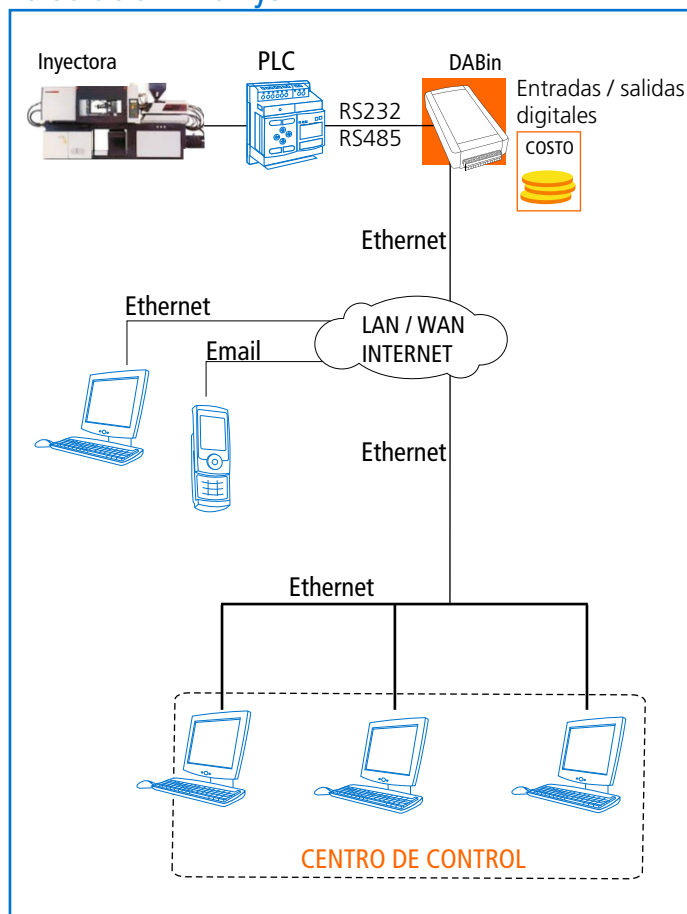 Inyectora
PLC
DABin
RS232
RS485
Entradas / salidas
digitales
COSTO
Ethernet
Ethernet
LAN / WAN
INTERNET
Email
Ethernet
Ethernet
CENTRO DE CONTROL